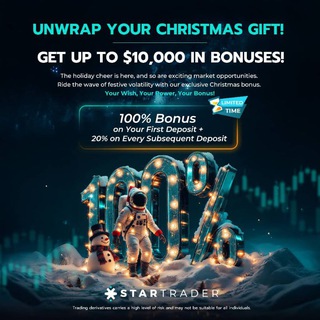 UNWRAP YOUR CHRISTMAS GIFT!
GET UP TO $10,000 IN BONUSES!
The holiday cheer is here, and so are exciting market opportunities.
Ride the wave of festive volatility with our exclusive Christmas bonus.
Your Wish, Your Power, Your Bonus!
LIMITED
TIME
100% Bonus
on Your First Deposit +
20% on Every Subsequent Deposit
100%
STARTRADER
Trading derivatives carries a high level of risk and may not be suitable for all individuals